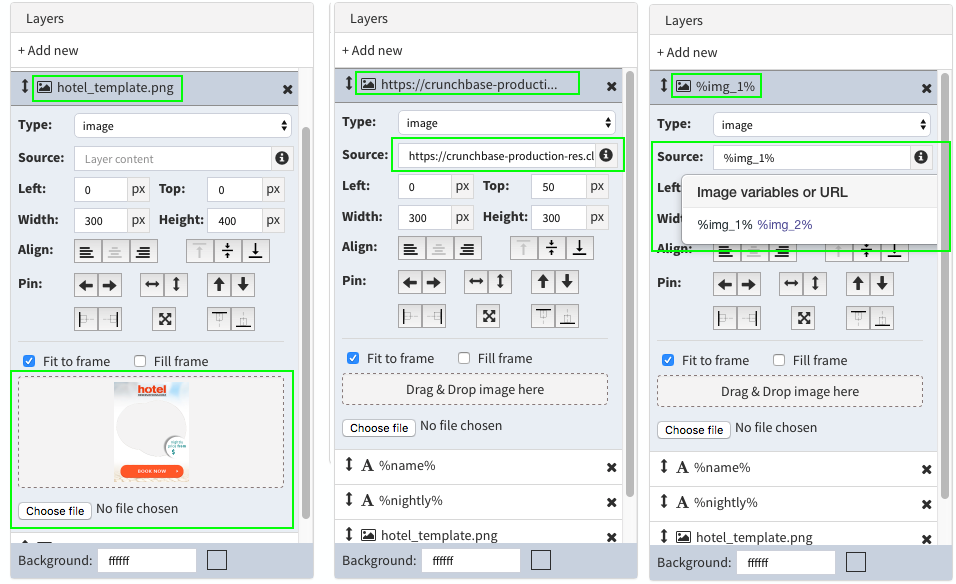 Layers
+ Add new
hotel_template.png
Type: image
Source: Layer content
Left: 0 px Top: 0 px
Width: 300 px Height: 400 px
Align:
Pin:
Fit to frame Fill frame
hotel
nightly
price from
$
BOOK NOW
Choose file No file chosen
Background: ffffff
Layers
+ Add new
https://crunchbase-producti...
Type: image
Source: https://crunchbase-production-res.cl
Left: 0 px Top: 50 px
Width: 300 px Height: 300 px
Align:
Pin:
Fit to frame Fill frame
Drag & Drop image here
Choose file No file chosen
A %name%
A %nightly%
hotel_template.png
Background: ffffff
Layers
+ Add new
%img_1%
Type: image
Source: %img_1%
Left
Image variables or URL
Widt
%img_1% %img_2%
Align:
Pin:
Fit to frame Fill frame
Drag & Drop image here
Choose file No file chosen
A %name%
A %nightly%
hotel_template.png
Background: ffffff